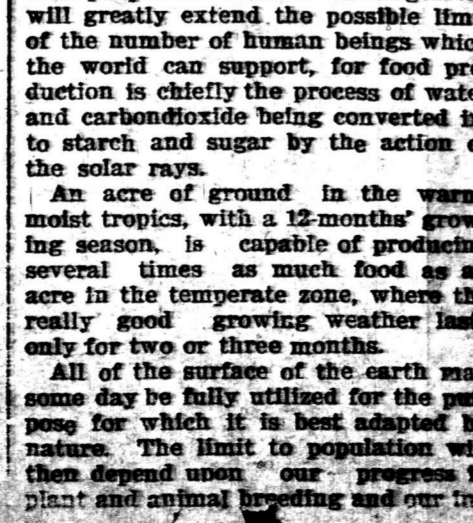 will greatly extend the possible lim
of the number of human beings whic
the world can support, for food pro
duction is chiefly the process of wate
and carbondioxide being converted in
to starch and sugar by the action o
the solar rays.
An acre of ground in the warm
moist tropics, with a 12-months' grow
ing season, is capable of producin
several times as much food as a
acre in the temperate zone, where th
really good growing weather las
only for two or three months.
All of the surface of the earth ma
some day be fully utilized for the pu
pose for which it is best adapted b
nature. The limit to population wi
then depend upon our progress
plant and animal breeding and our in